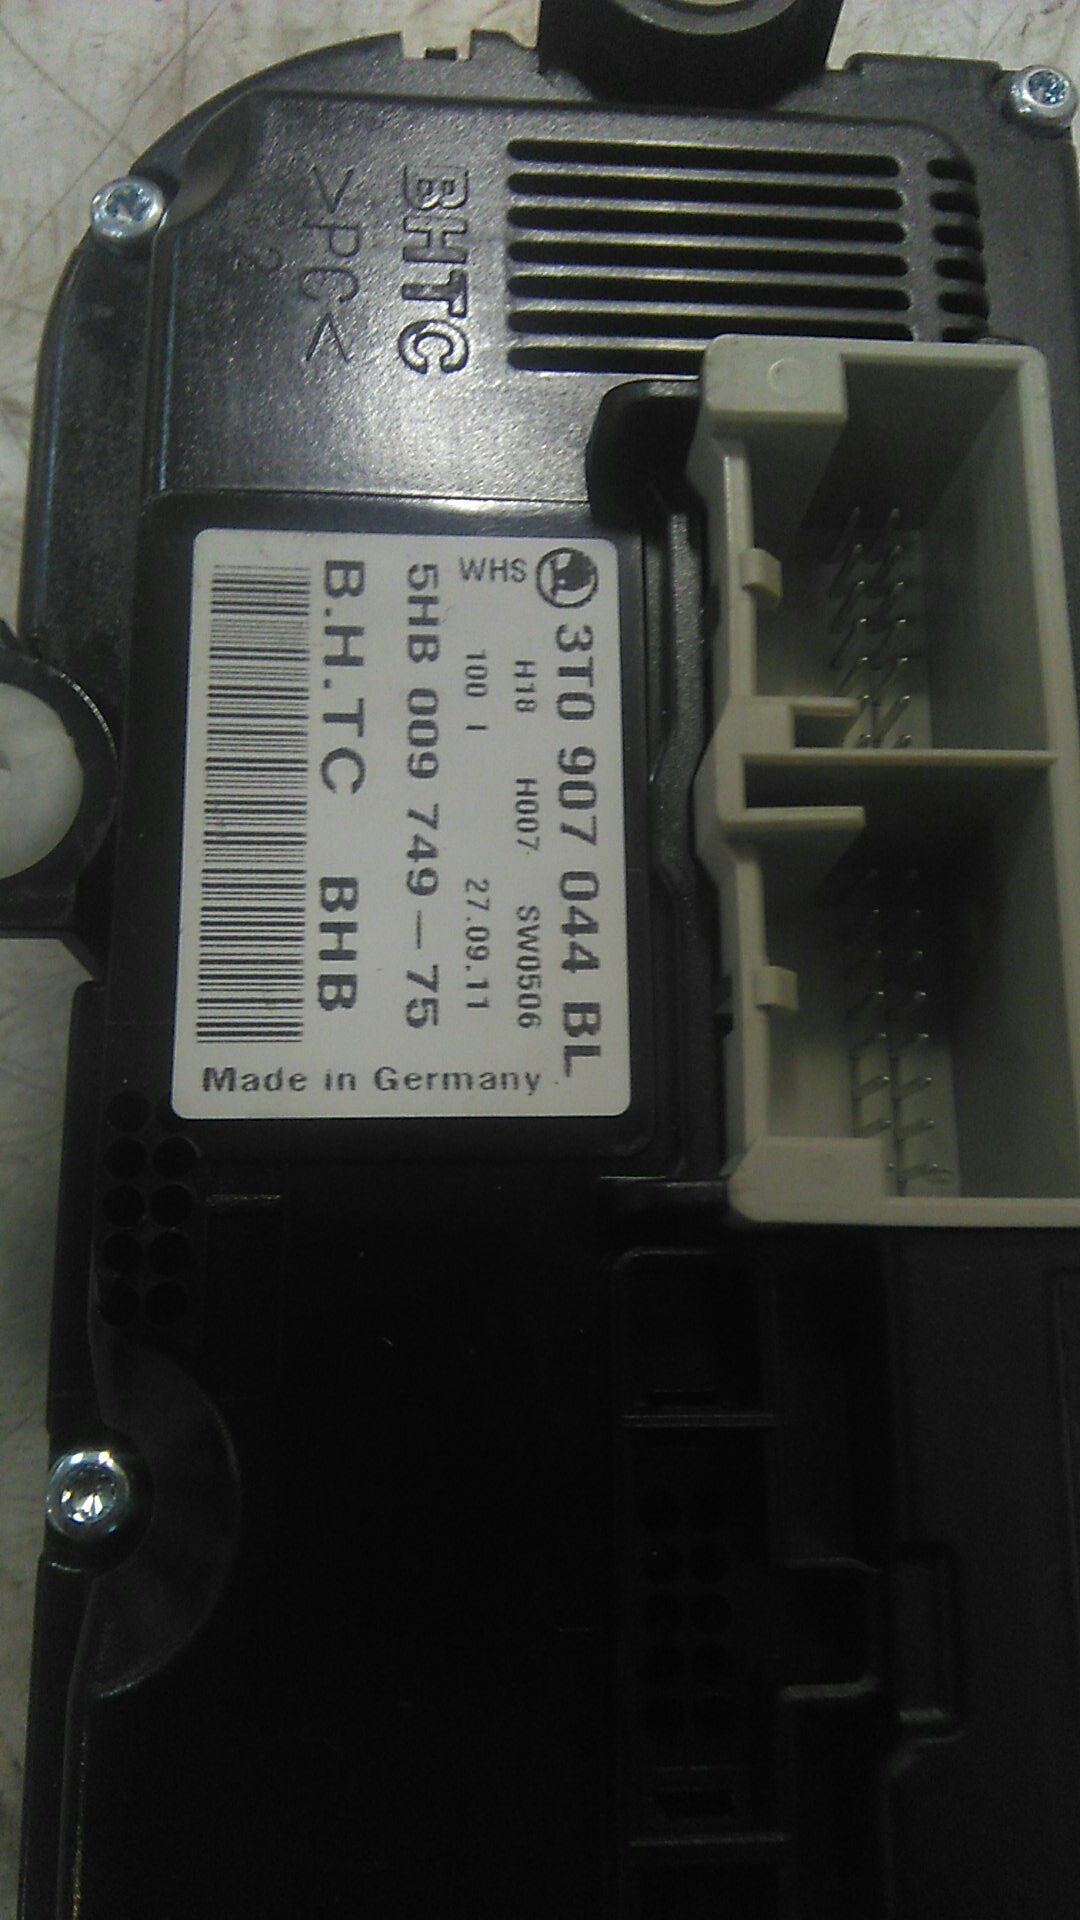 BHTC
>PC<
3T0 907 044 BL
H18 H007 SW0506
WHS 100 I 27.09.11
5HB 009 749-75
B.H.TC BHB
Made in Germany